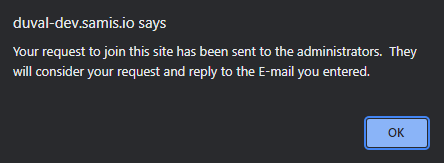 duval-dev.samis.io says
Your request to join this site has been sent to the administrators.  They
will consider your request and reply to the E-mail you entered.
OK